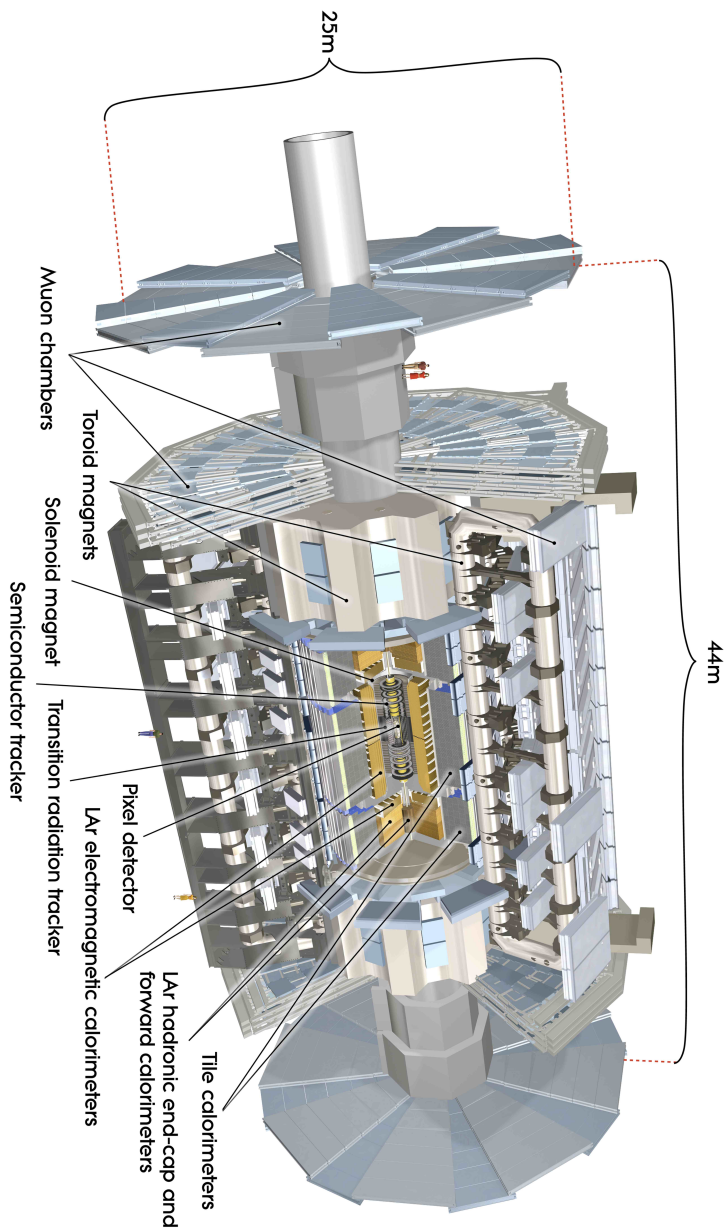 25m
44m
Tile calorimeters
LAr hadronic end-cap and
forward calorimeters
LAr electromagnetic calorimeters
Pixel detector
Toroid magnets
Muon chambers
Solenoid magnet
Transition radiation tracker
Semiconductor tracker